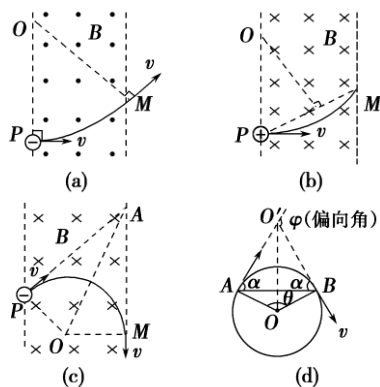 O B v
M
P − v
(a)
O B
M
P + v
(b)
A
B
v
P
O M
v
(c)
O′ φ(偏向角)
A α α B
θ
O v
(d)